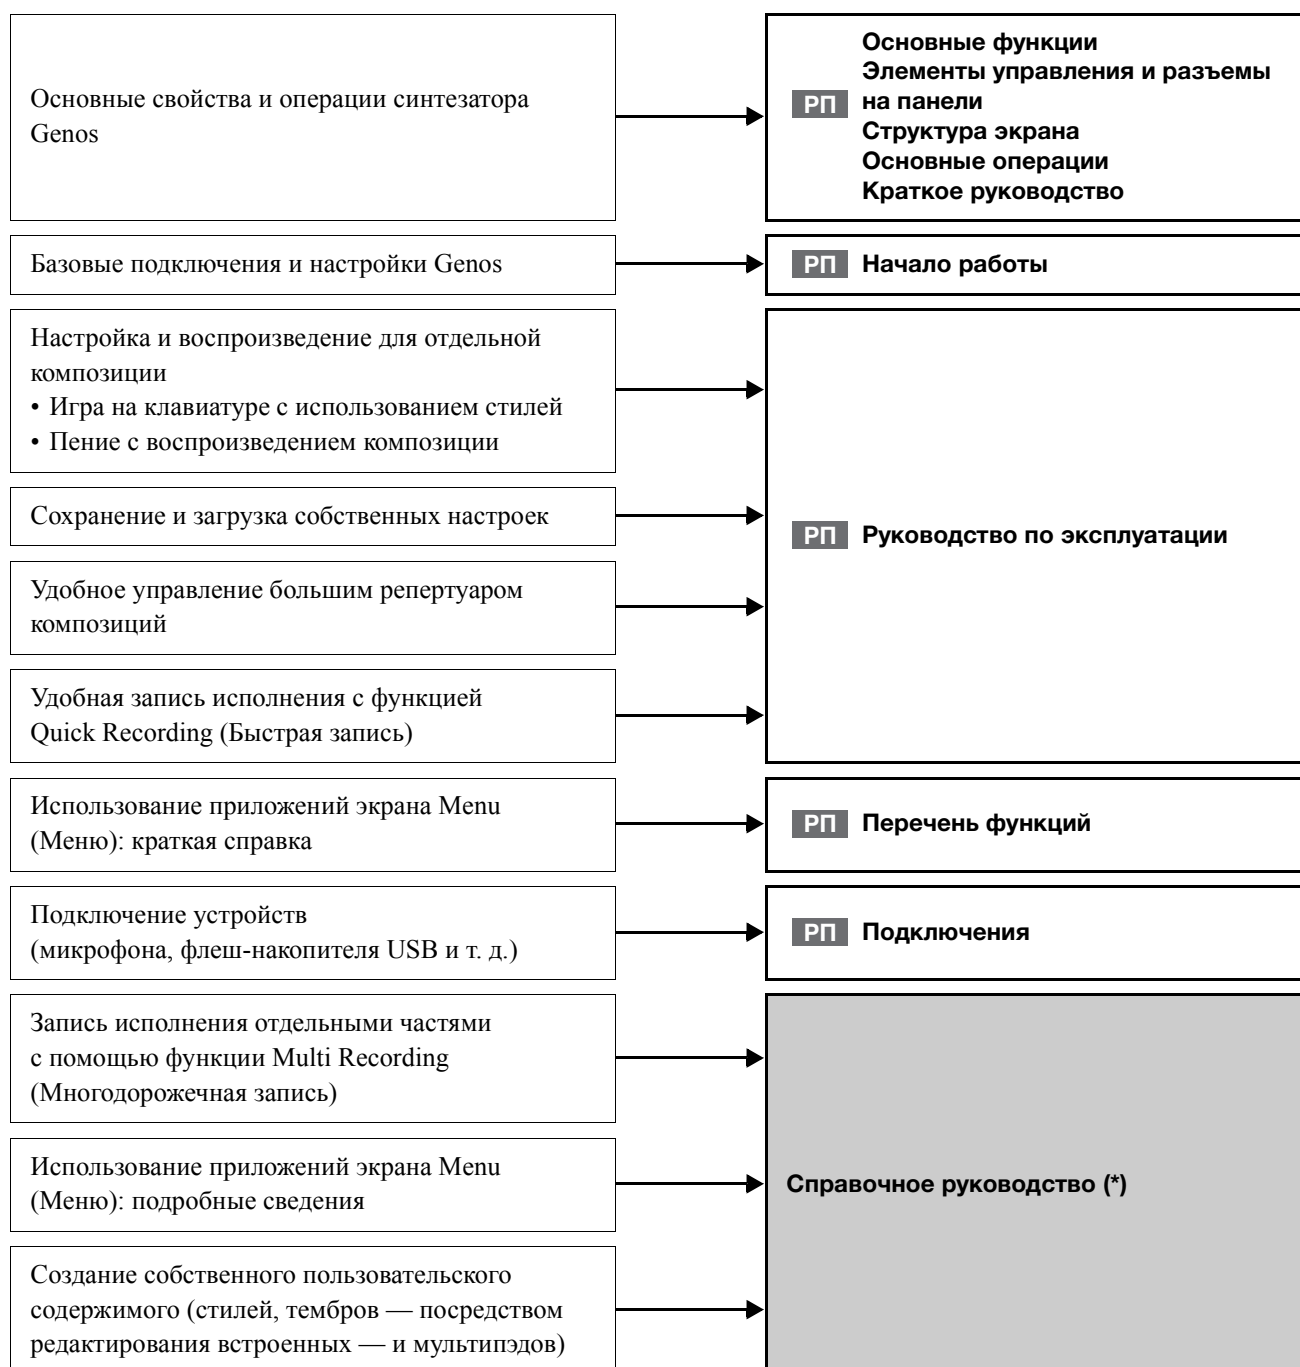 Основные свойства и операции синтезатора
Genos
РП
Основные функции
Элементы управления и разъемы
на панели
Структура экрана
Основные операции
Краткое руководство
Базовые подключения и настройки Genos
РП Начало работы
Настройка и воспроизведение для отдельной
композиции
• Игра на клавиатуре с использованием стилей
• Пение с воспроизведением композиции
Сохранение и загрузка собственных настроек
РП Руководство по эксплуатации
Удобное управление большим репертуаром
композиций
Удобная запись исполнения с функцией
Quick Recording (Быстрая запись)
Использование приложений экрана Menu
(Меню): краткая справка
РП Перечень функций
Подключение устройств
(микрофона, флеш-накопителя USB и т. д.)
РП Подключения
Запись исполнения отдельными частями
с помощью функции Multi Recording
(Многодорожечная запись)
Использование приложений экрана Menu
(Меню): подробные сведения
Справочное руководство (*)
Создание собственного пользовательского
содержимого (стилей, тембров — посредством
редактирования встроенных — и мультипэдов)